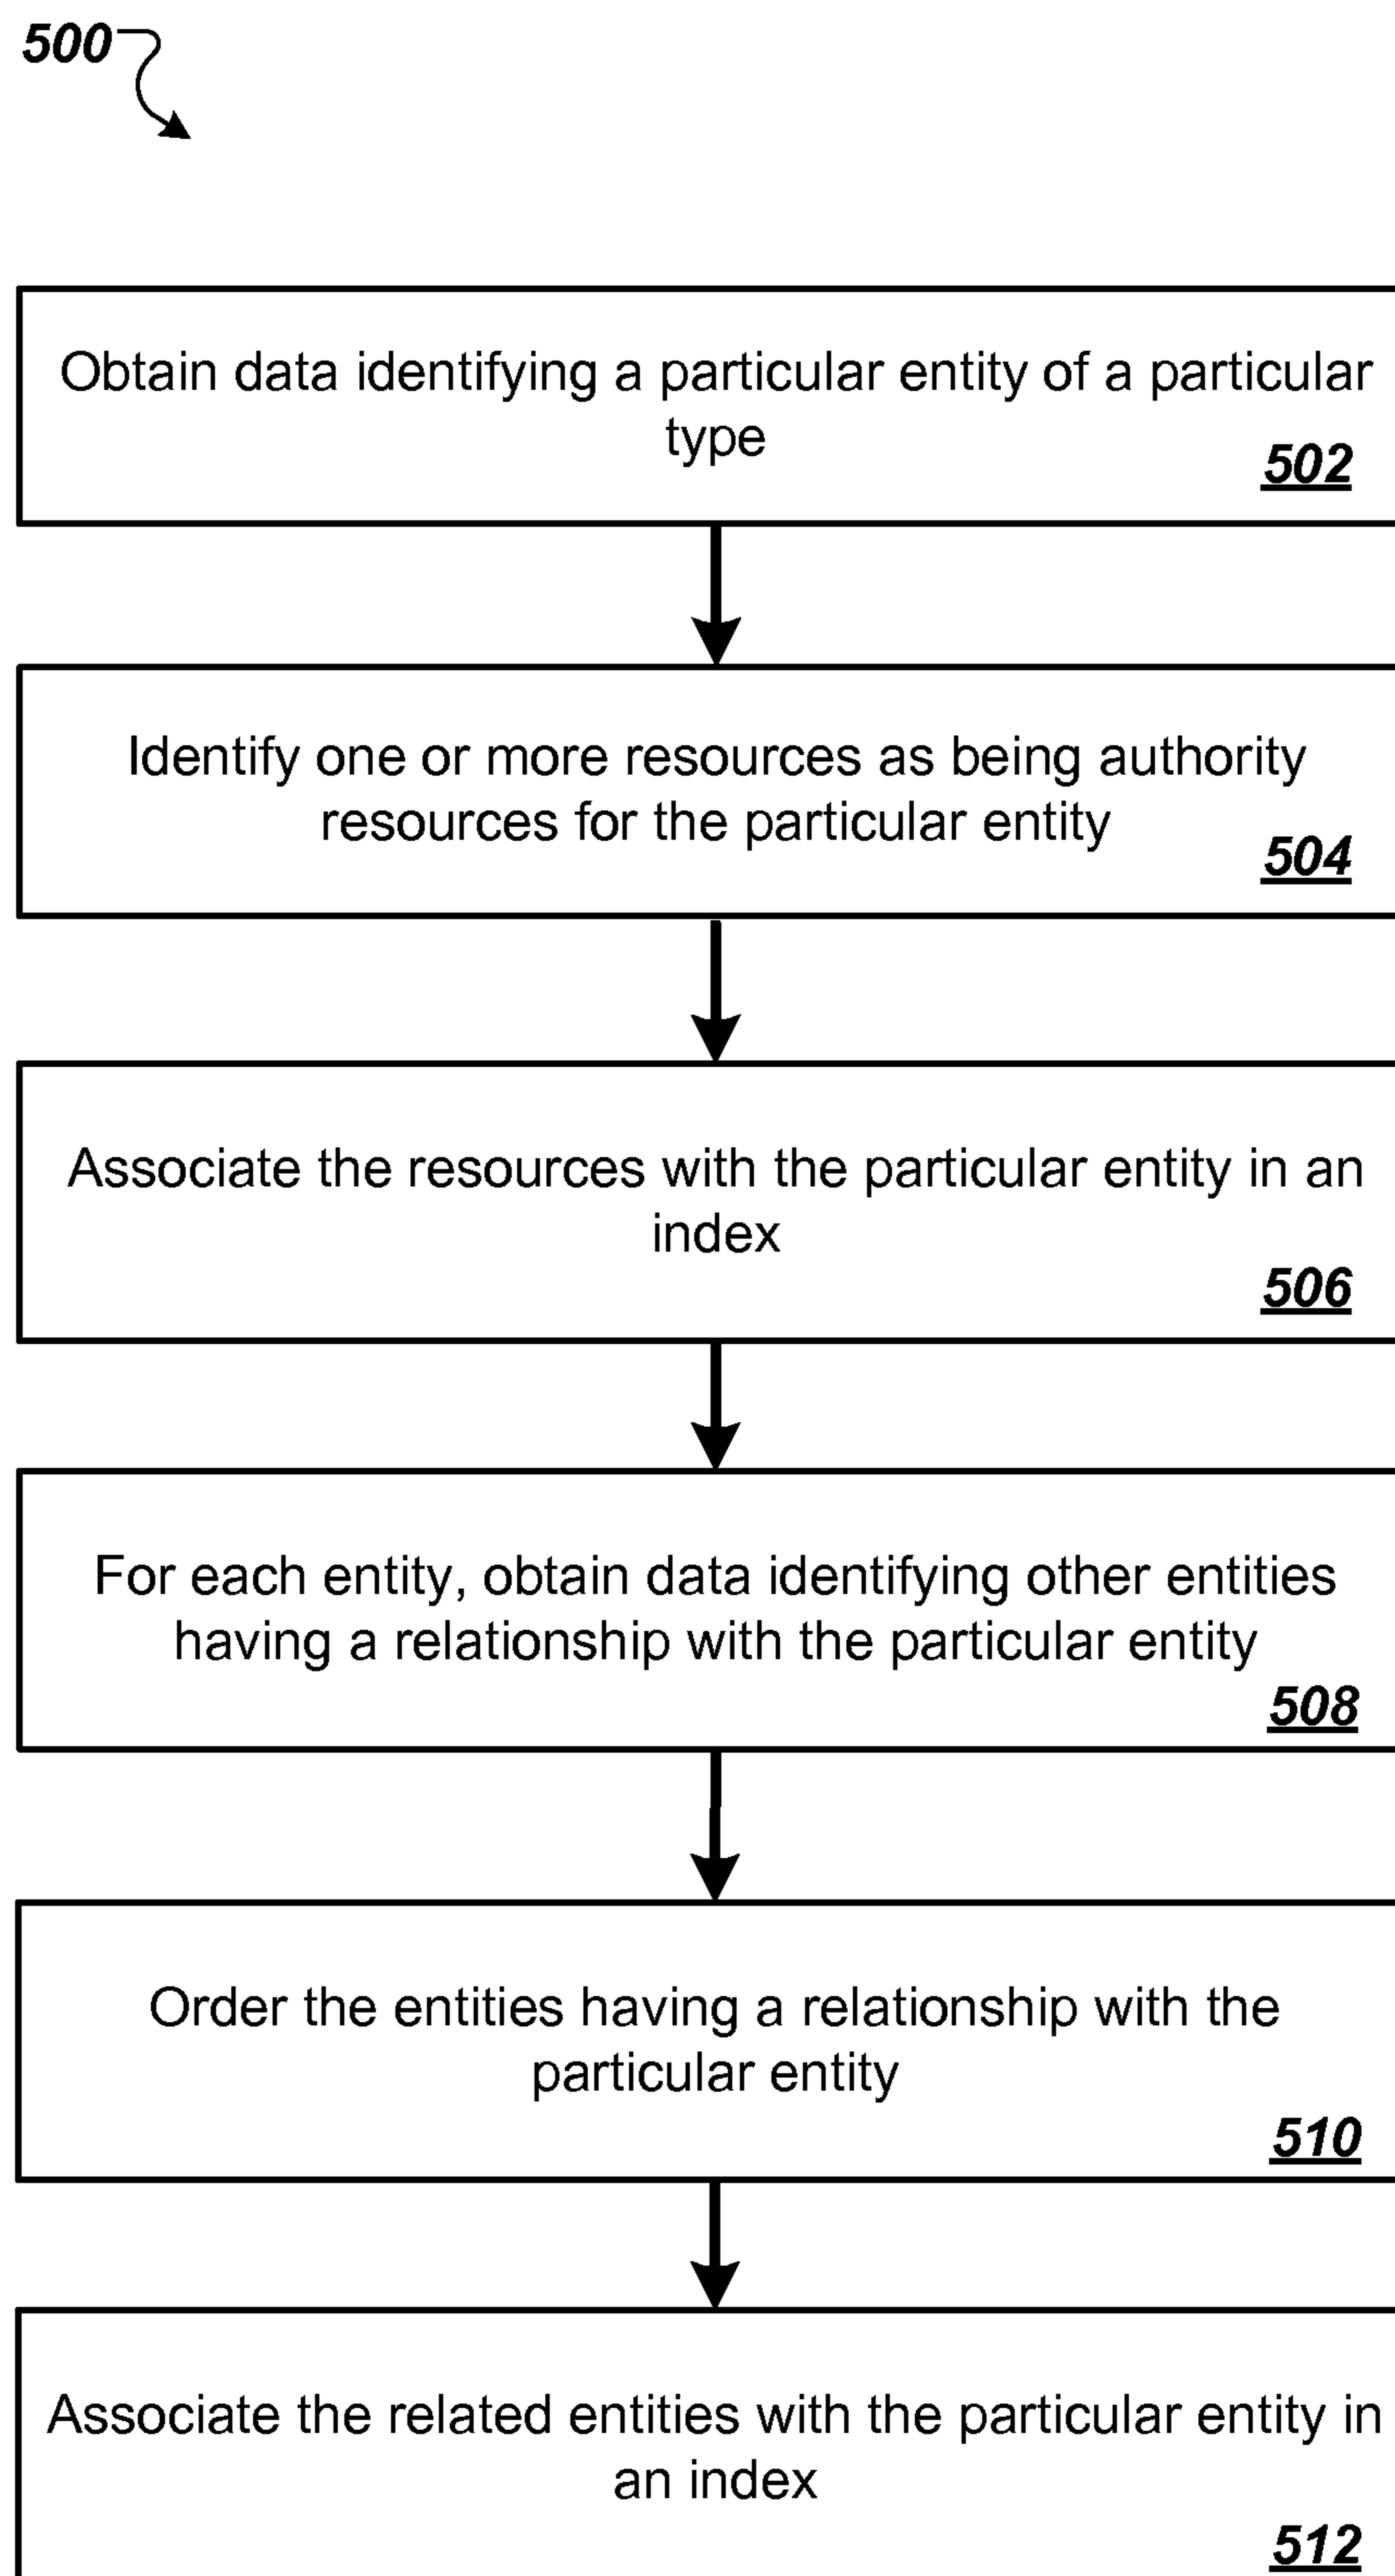 500
Obtain data identifying a particular entity of a particular
type
502
Identify one or more resources as being authority
resources for the particular entity
504
Associate the resources with the particular entity in an
index
506
For each entity, obtain data identifying other entities
having a relationship with the particular entity
508
Order the entities having a relationship with the
particular entity
510
Associate the related entities with the particular entity in
an index
512